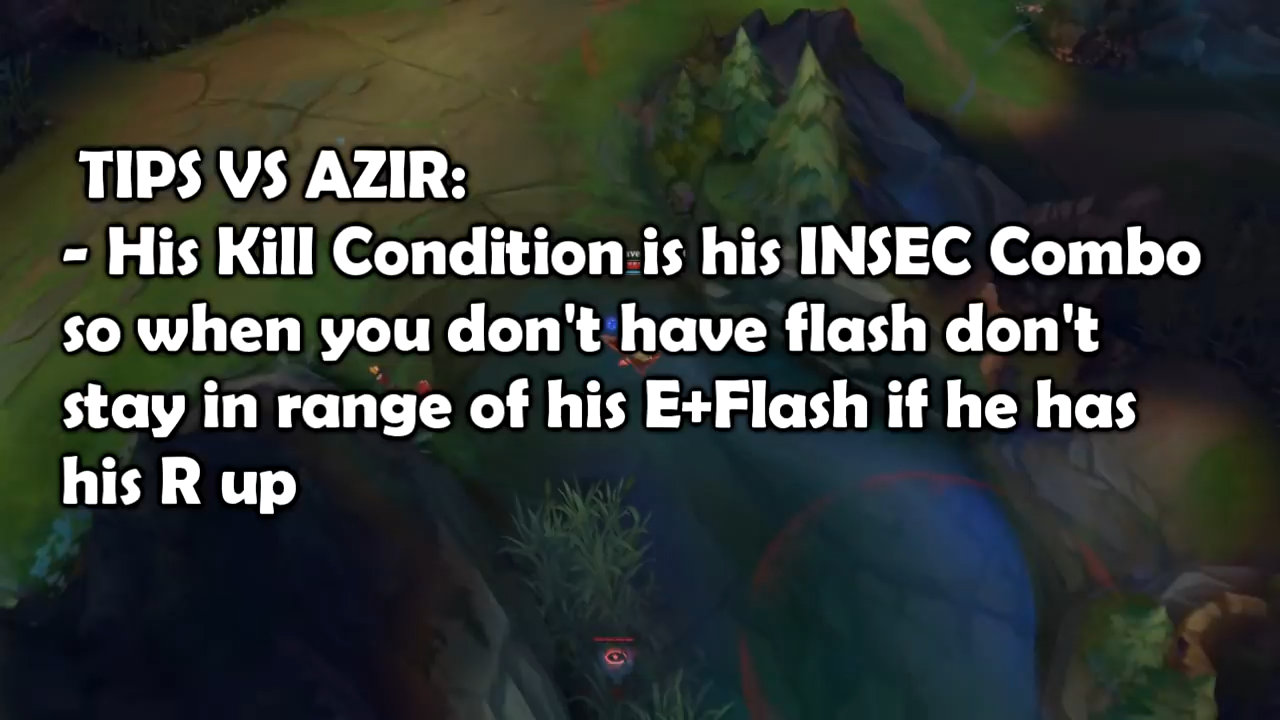 TIPS VS AZIR:
- His Kill Condition is his INSEC Combo
so when you don't have flash don't
stay in range of his E+Flash if he has
his R up